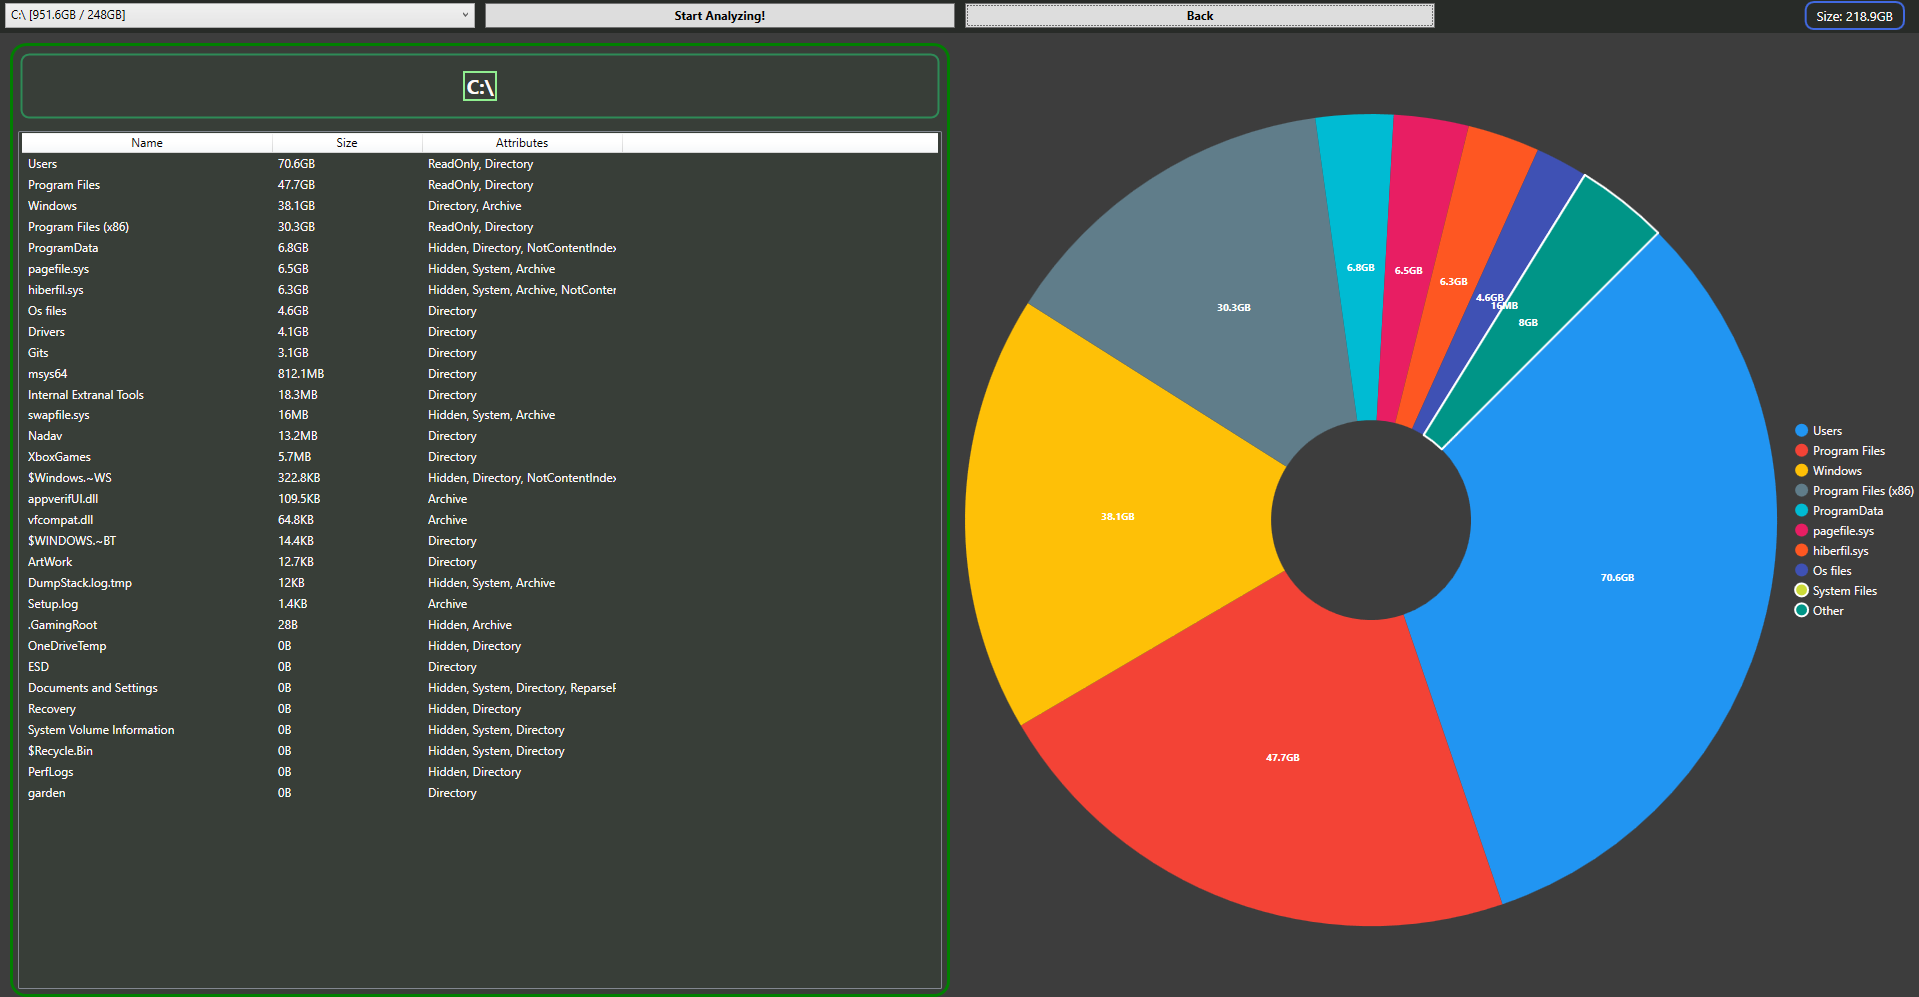 C:\ [951.6GB / 248GB]
Start Analyzing!
Back
Size: 218.9GB
C:\
Name Size Attributes
Users 70.6GB ReadOnly, Directory
Program Files 47.7GB ReadOnly, Directory
Windows 38.1GB Directory, Archive
Program Files (x86) 30.3GB ReadOnly, Directory
ProgramData 6.8GB Hidden, Directory, NotContentIndex
pagefile.sys 6.5GB Hidden, System, Archive
hiberfil.sys 6.3GB Hidden, System, Archive, NotConter
Os files 4.6GB Directory
Drivers 4.1GB Directory
Gits 3.1GB Directory
msys64 812.1MB Directory
Internal Extranal Tools 18.3MB Directory
swapfile.sys 16MB Hidden, System, Archive
Nadav 13.2MB Directory
XboxGames 5.7MB Directory
$Windows.~WS 322.8KB Hidden, Directory, NotContentIndex
appverifUI.dll 109.5KB Archive
vfcompat.dll 64.8KB Archive
$WINDOWS.~BT 14.4KB Directory
ArtWork 12.7KB Directory
DumpStack.log.tmp 12KB Hidden, System, Archive
Setup.log 1.4KB Archive
.GamingRoot 28B Hidden, Archive
OneDriveTemp 0B Hidden, Directory
ESD 0B Directory
Documents and Settings 0B Hidden, System, Directory, ReparseF
Recovery 0B Hidden, Directory
System Volume Information 0B Hidden, System, Directory
$Recycle.Bin 0B Hidden, System, Directory
PerfLogs 0B Hidden, Directory
garden 0B Directory
6.8GB
6.5GB
6.3GB
4.6GB
16MB
8GB
30.3GB
38.1GB
70.6GB
47.7GB
Users
Program Files
Windows
Program Files (x86)
ProgramData
pagefile.sys
hiberfil.sys
Os files
System Files
Other